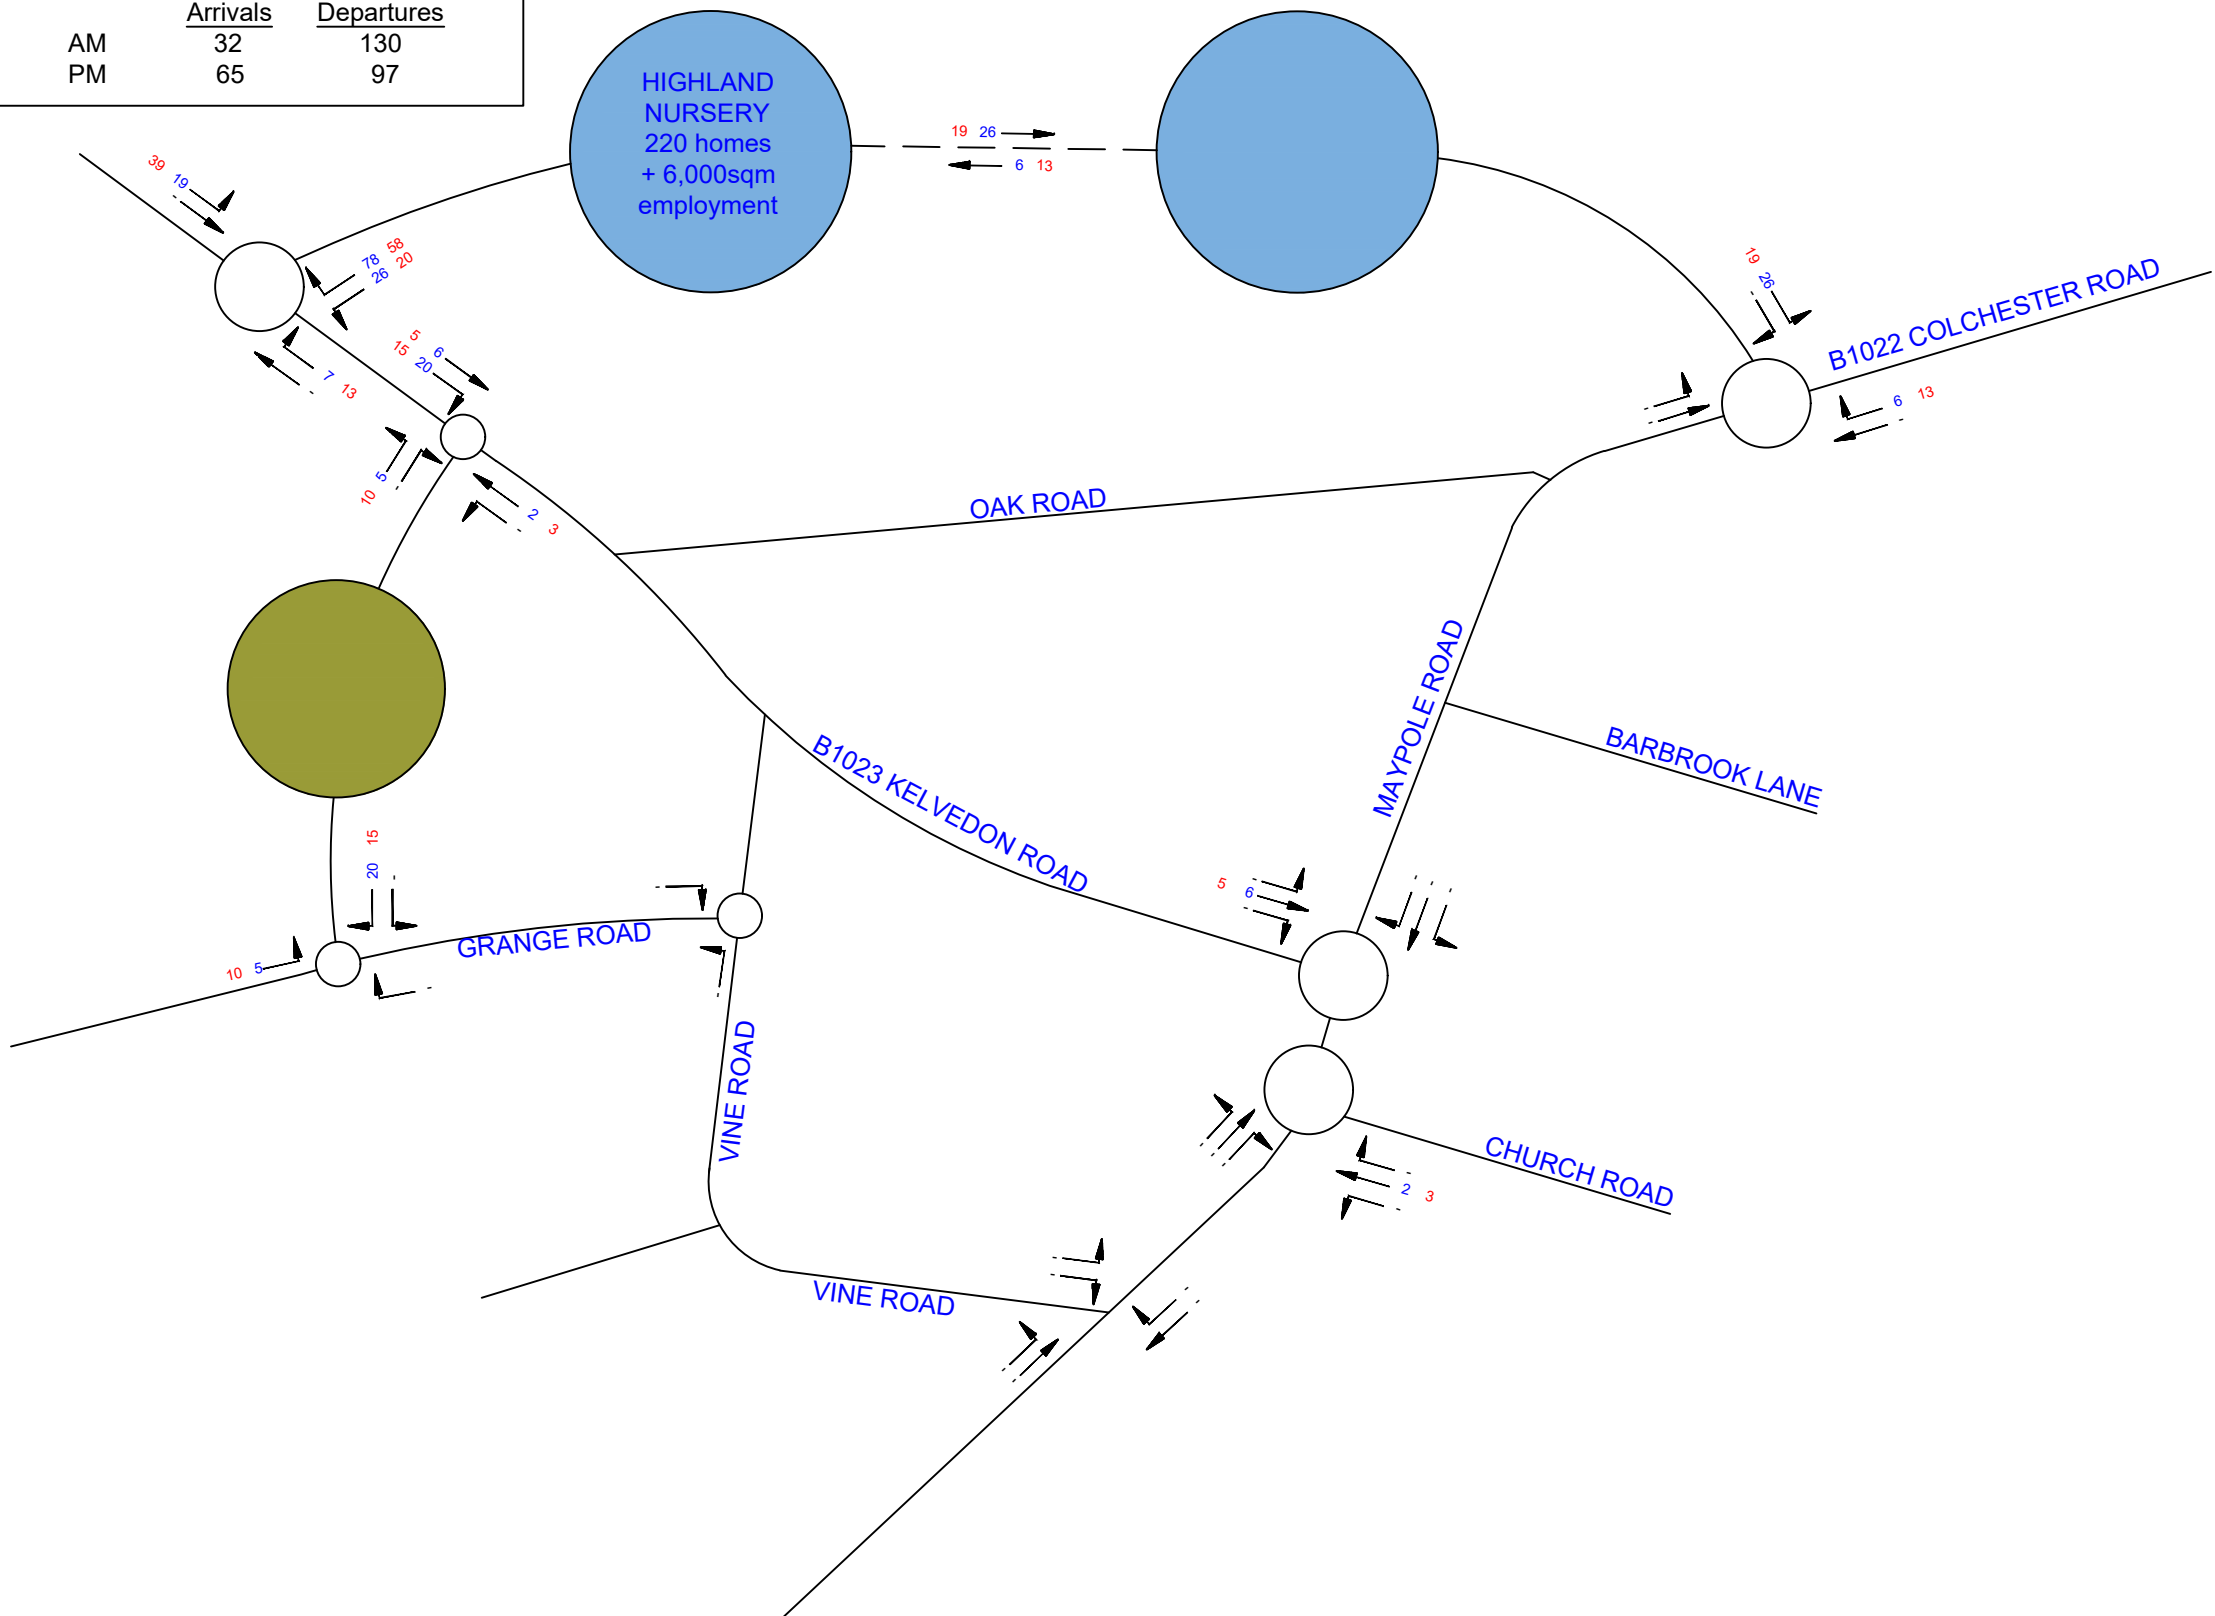 Arrivals Departures
AM 32 130
PM 65 97
HIGHLAND
NURSERY
220 homes
+ 6,000sqm
employment
19 26
6 13
39 19
58
78
20
26
7 13
5 6
15 20
10 5
2 3
19 26
B1022 COLCHESTER ROAD
6 13
OAK ROAD
MAYPOLE ROAD
BARBROOK LANE
B1023 KELVEDON ROAD
5 6
20 15
GRANGE ROAD
10 5
VINE ROAD
CHURCH ROAD
2 3
VINE ROAD